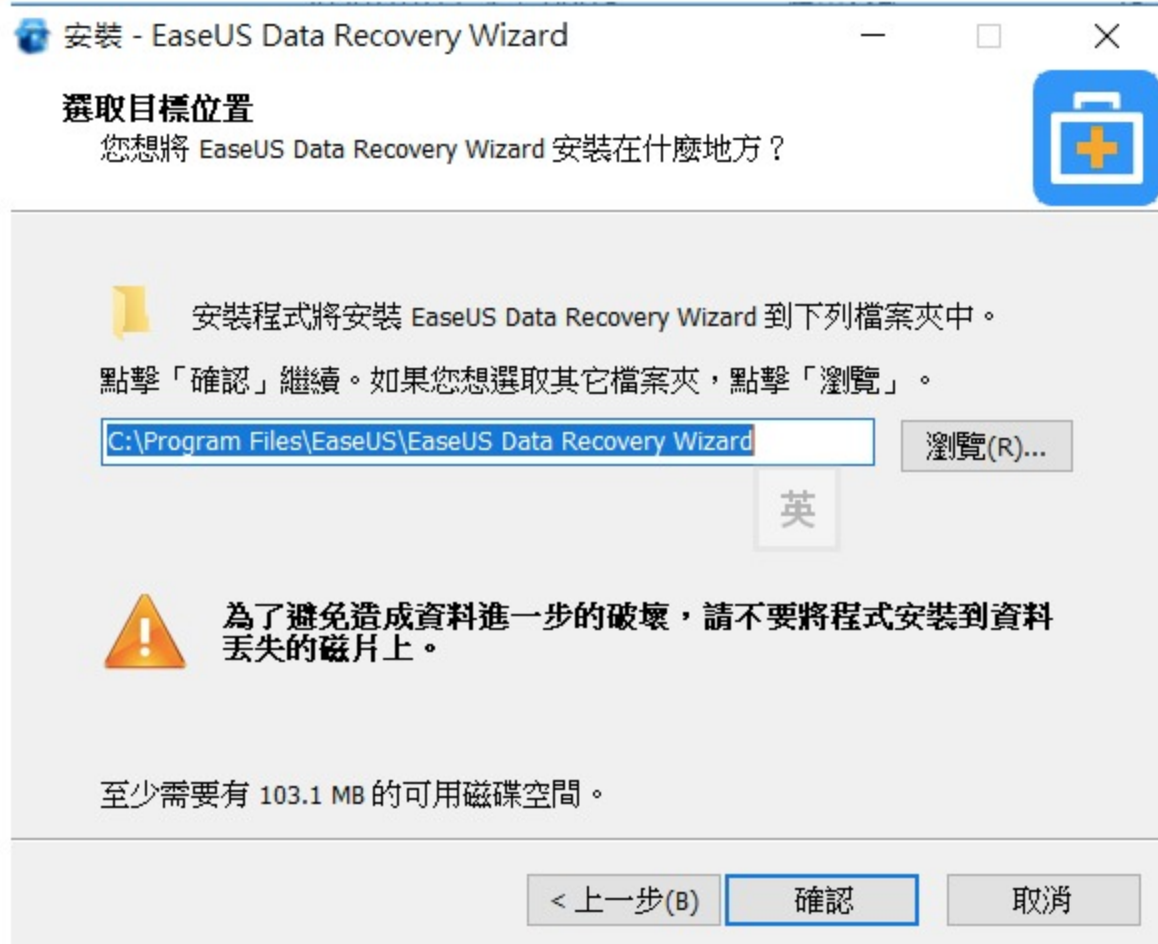 安裝 - EaseUS Data Recovery Wizard
選取目標位置
您想將 EaseUS Data Recovery Wizard 安裝在什麼地方？
安裝程式將安裝 EaseUS Data Recovery Wizard 到下列檔案夾中。
點擊「確認」繼續。如果您想選取其它檔案夾，點擊「瀏覽」。
C:\Program Files\EaseUS\EaseUS Data Recovery Wizard
瀏覽(R)...
英
為了避免造成資料進一步的破壞，請不要將程式安裝到資料
丟失的磁片上。
至少需要有 103.1 MB 的可用磁碟空間。
< 上一步(B)
確認
取消